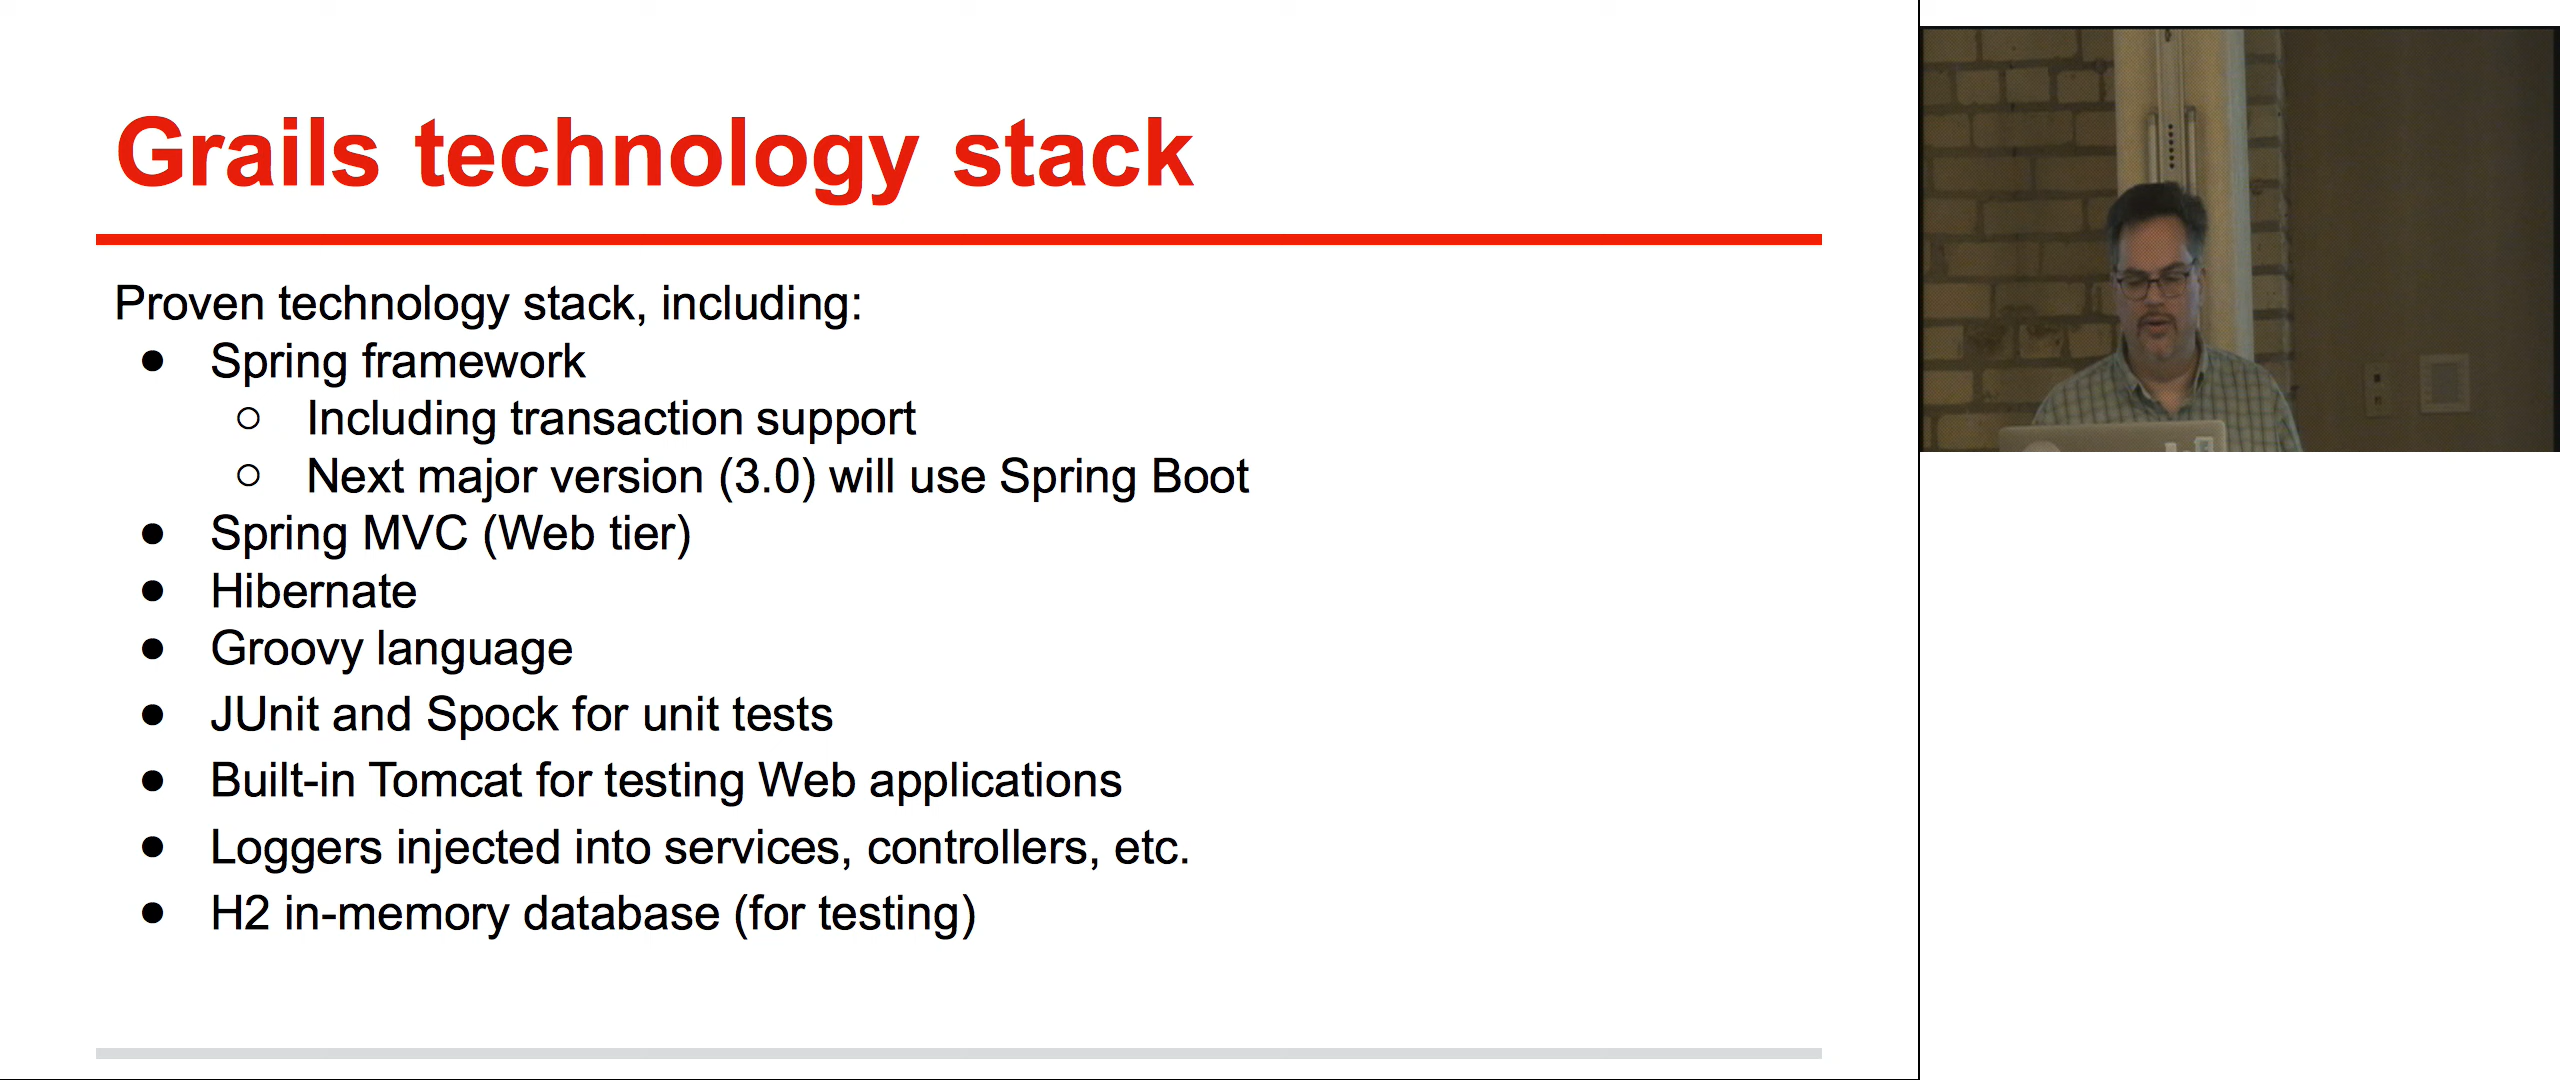 Grails technology stack
Proven technology stack, including:
● Spring framework
○ Including transaction support
○ Next major version (3.0) will use Spring Boot
● Spring MVC (Web tier)
● Hibernate
● Groovy language
● JUnit and Spock for unit tests
● Built-in Tomcat for testing Web applications
● Loggers injected into services, controllers, etc.
● H2 in-memory database (for testing)